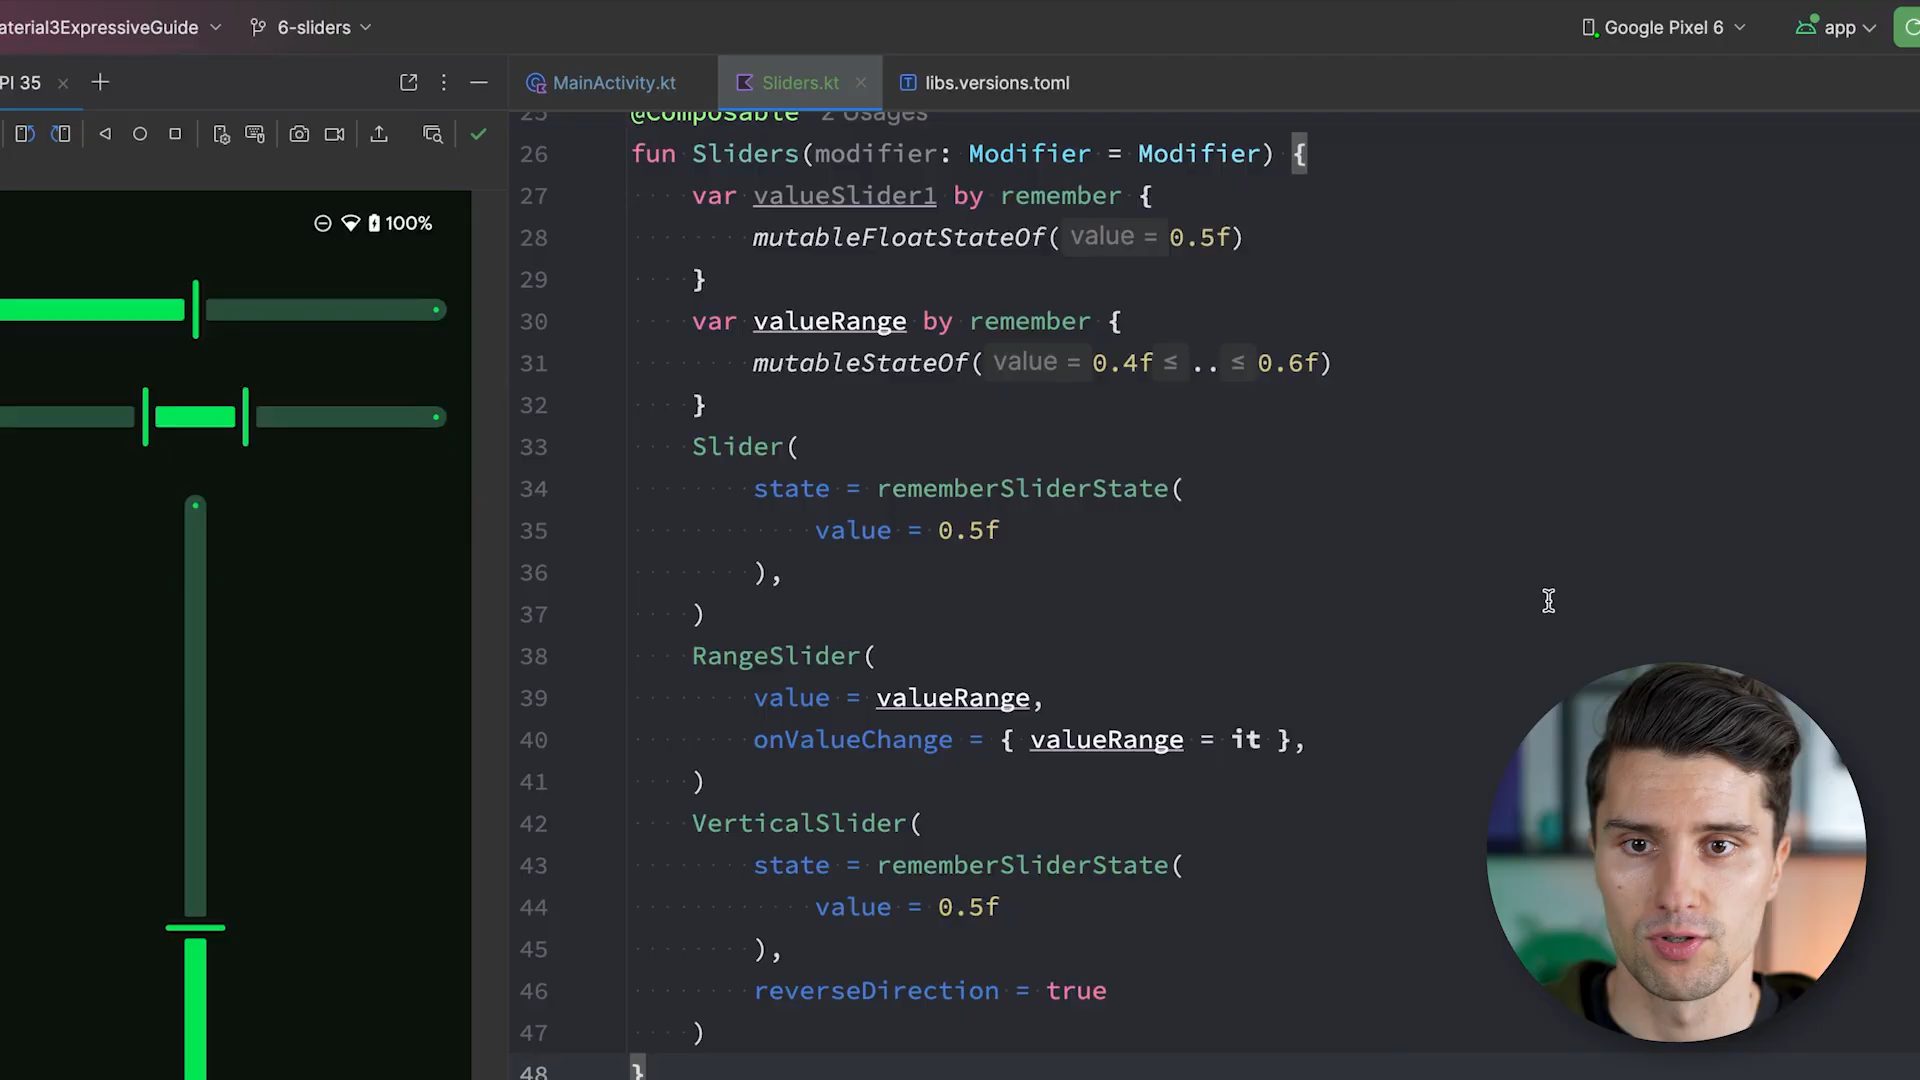 aterial3ExpressiveGuide 6-sliders Google Pixel 6 app
PI 35 MainActivity.kt Sliders.kt libs.versions.toml
100%
25 @Composable 2 Usages
26 fun Sliders(modifier: Modifier = Modifier) {
27 var valueSlider1 by remember {
28 mutableFloatStateOf( value = 0.5f)
29 }
30 var valueRange by remember {
31 mutableStateOf( value = 0.4f ≤ .. ≤ 0.6f)
32 }
33 Slider(
34 state = rememberSliderState(
35 value = 0.5f
36 ),
37 )
38 RangeSlider(
39 value = valueRange,
40 onValueChange = { valueRange = it },
41 )
42 VerticalSlider(
43 state = rememberSliderState(
44 value = 0.5f
45 ),
46 reverseDirection = true
47 )
48 }